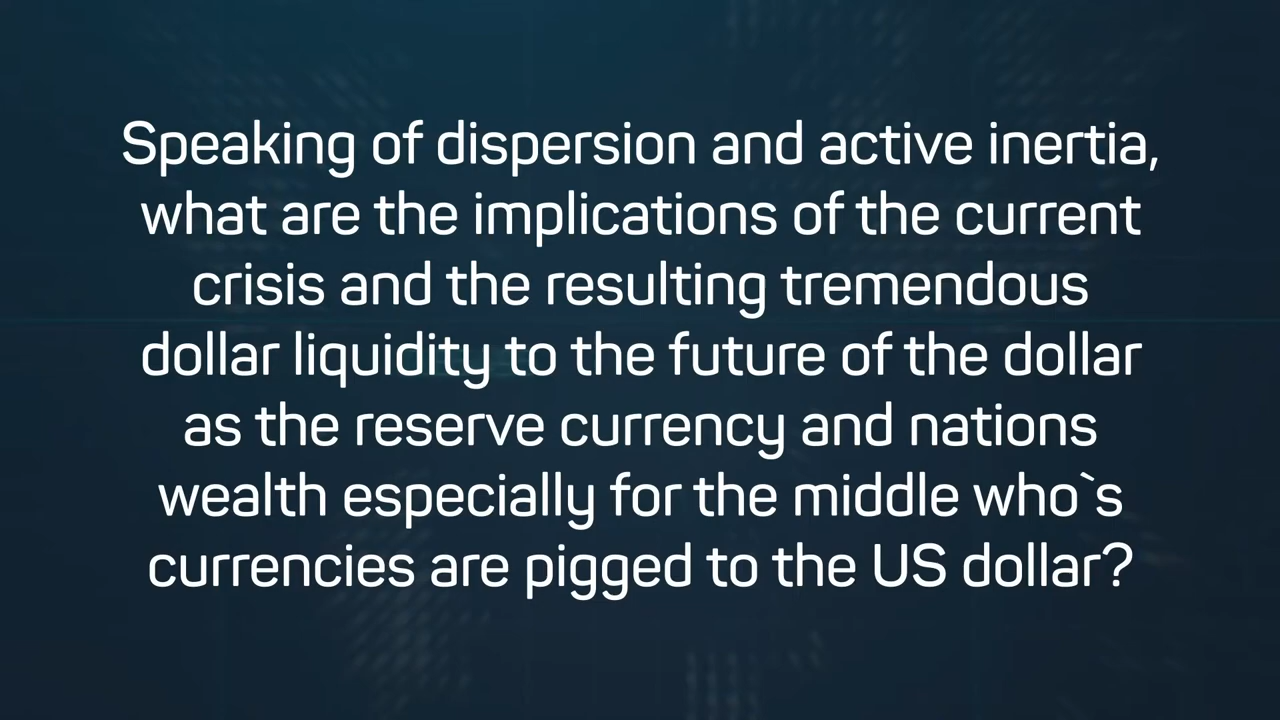 Speaking of dispersion and active inertia,
what are the implications of the current
crisis and the resulting tremendous
dollar liquidity to the future of the dollar
as the reserve currency and nations
wealth especially for the middle who`s
currencies are pigged to the US dollar?